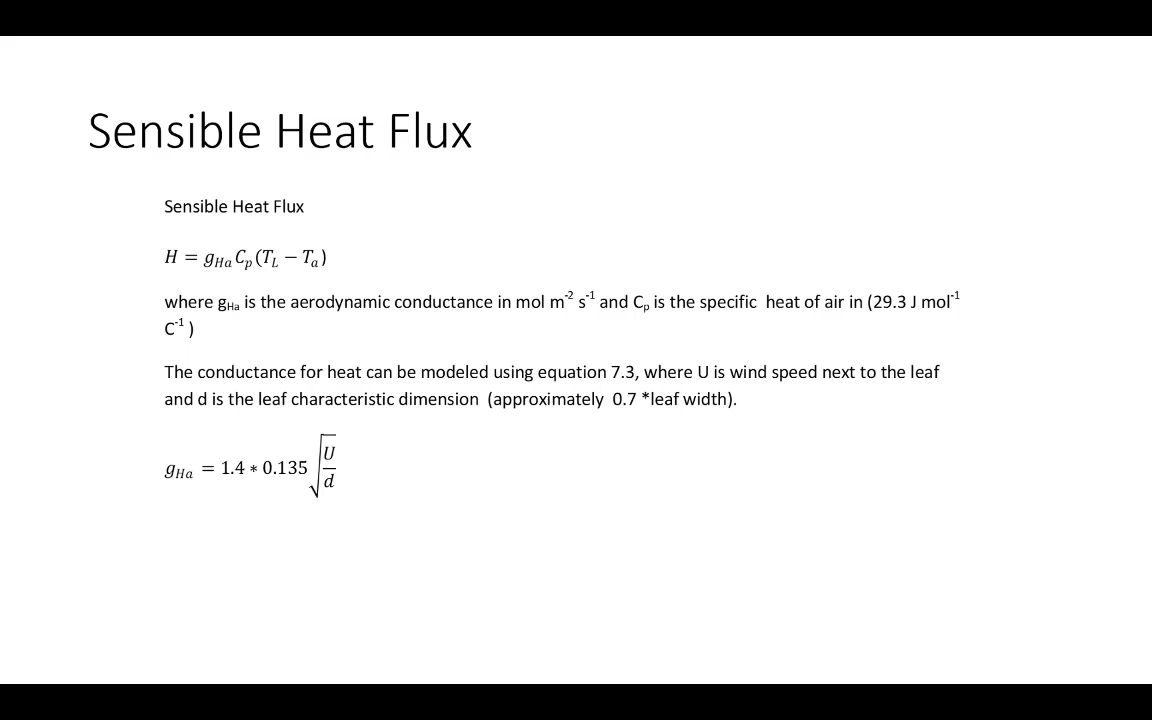 Sensible Heat Flux
Sensible Heat Flux
H = g_Ha C_p (T_L − T_a)
where g_Ha is the aerodynamic conductance in mol m⁻² s⁻¹ and C_p is the specific heat of air in (29.3 J mol⁻¹
C⁻¹ )
The conductance for heat can be modeled using equation 7.3, where U is wind speed next to the leaf
and d is the leaf characteristic dimension (approximately 0.7 *leaf width).
g_Ha = 1.4 ∗ 0.135 √(U/d)